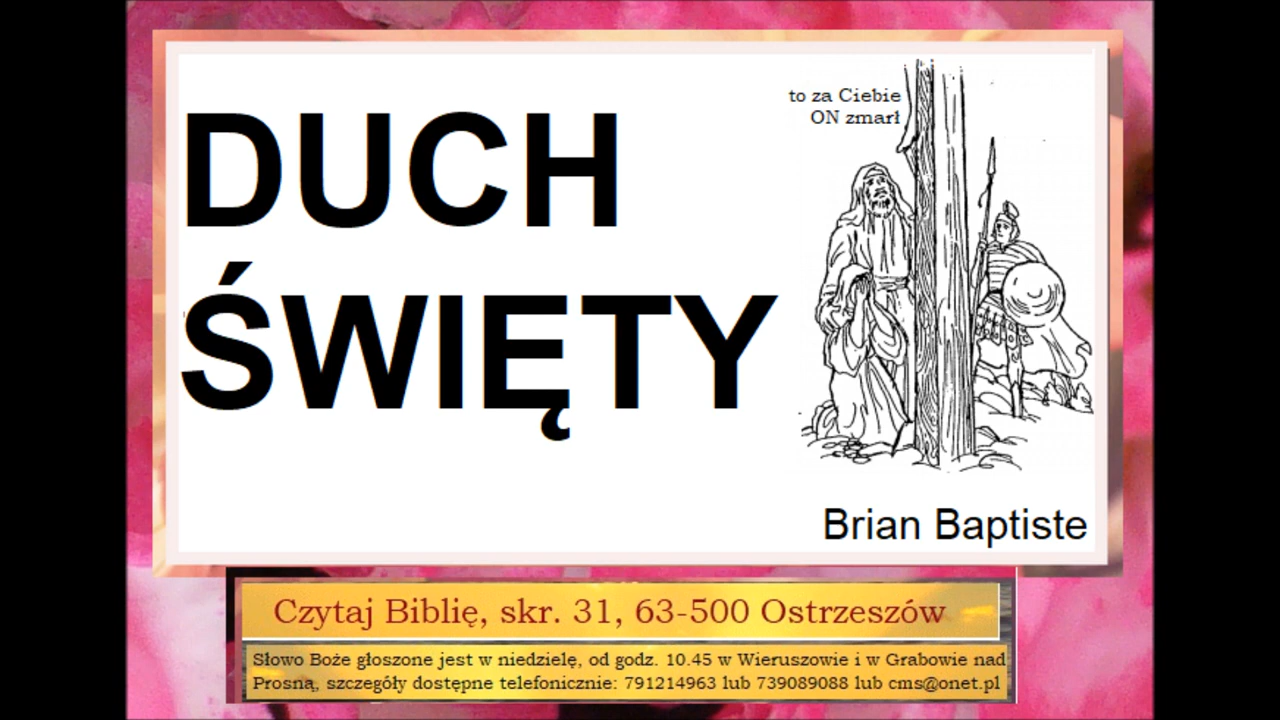 DUCH
ŚWIĘTY
to za Ciebie
ON zmarł
Brian Baptiste
Czytaj Biblię, skr. 31, 63-500 Ostrzeszów
Słowo Boże głoszone jest w niedzielę, od godz. 10.45 w Wieruszowie i w Grabowie nad
Prosną, szczegóły dostępne telefonicznie: 791214963 lub 739089088 lub cms@onet.pl